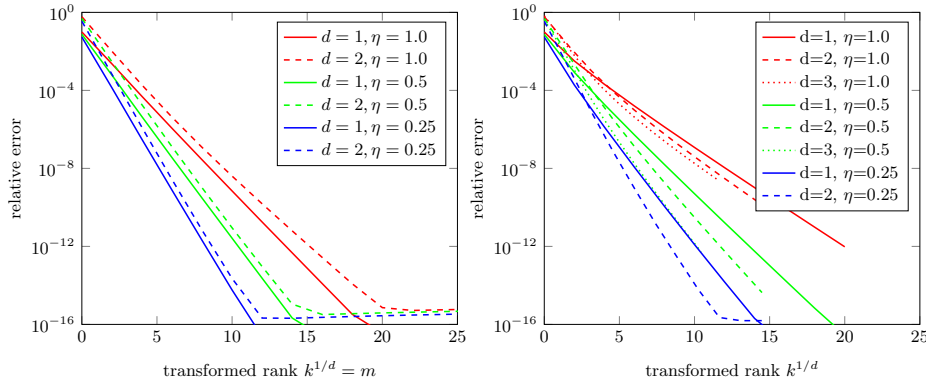 10^0
10^{-4}
10^{-8}
10^{-12}
10^{-16}
relative error
0 5 10 15 20 25
transformed rank k^{1/d} = m
d = 1, η = 1.0
d = 2, η = 1.0
d = 1, η = 0.5
d = 2, η = 0.5
d = 1, η = 0.25
d = 2, η = 0.25
10^0
10^{-4}
10^{-8}
10^{-12}
10^{-16}
relative error
0 5 10 15 20 25
transformed rank k^{1/d}
d=1, η=1.0
d=2, η=1.0
d=3, η=1.0
d=1, η=0.5
d=2, η=0.5
d=3, η=0.5
d=1, η=0.25
d=2, η=0.25